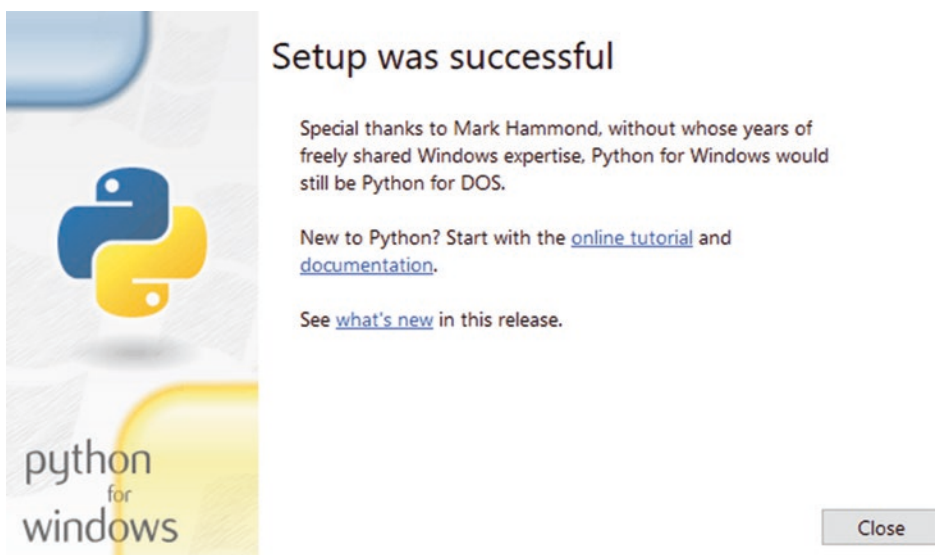 Setup was successful
Special thanks to Mark Hammond, without whose years of
freely shared Windows expertise, Python for Windows would
still be Python for DOS.
New to Python? Start with the online tutorial and
documentation.
See what's new in this release.
python
for
windows
Close